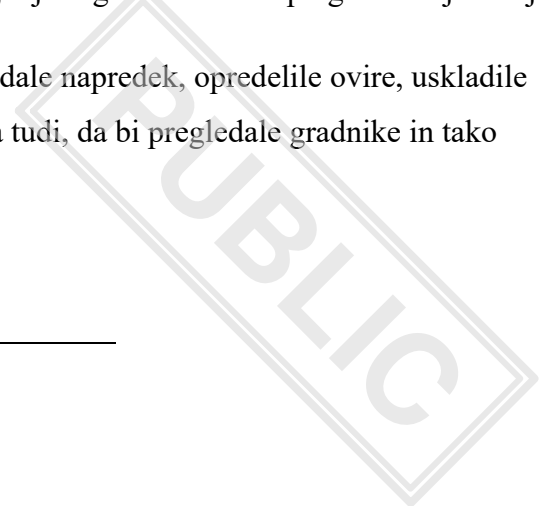 dale napredek, opredelile ovire, uskladile
tudi, da bi pregledale gradnike in tako
PUBLIC